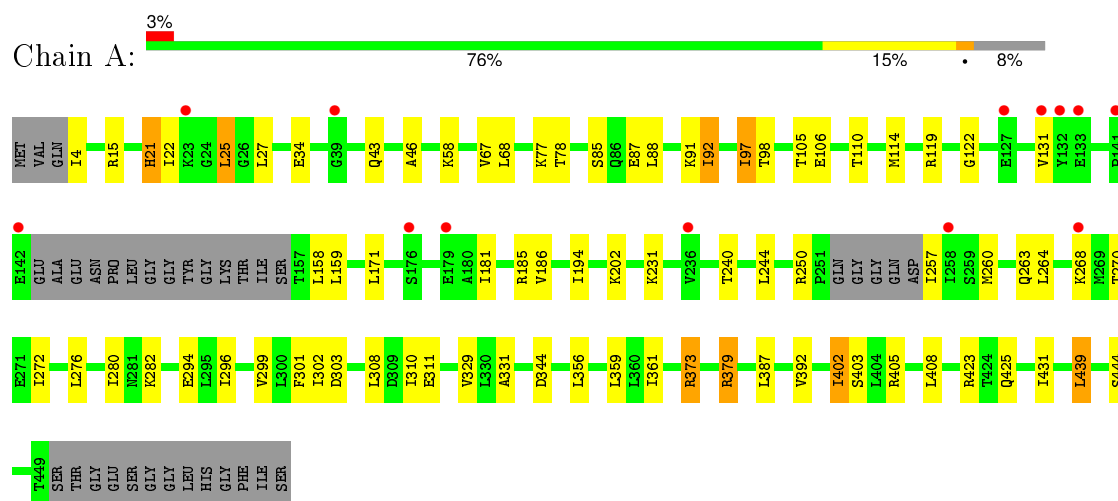 3%
Chain A:
76% 15% • 8%
MET VAL GLN I4 R15 H21 I22 K23 G24 L25 G26 L27 E34 G39 Q43 A46 K58 V67 L68 K77 T78 S85 Q86 E87 L88 K91 I92 I97 T98 T105 E106 T110 M114 R119 G122 E127 V131 Y132 E133 R141
E142 GLU ALA GLU ASN PRO LEU GLY GLY TYR GLY LYS THR ILE SER T157 L158 L159 L171 S176 E179 A180 I181 R185 V186 I194 K202 K231 V236 T240 L244 R250 P251 GLN GLY GLY GLN ASP I257 I258 S259 M260 Q263 L264 K268 M269 T270
E271 I272 L276 I280 N281 K282 E294 L295 I296 V299 L300 F301 I302 D303 L308 D309 I310 E311 V329 L330 A331 D344 L356 L359 L360 I361 R373 R379 L387 V392 I402 S403 L404 R405 L408 R423 T424 Q425 I431 L439 S444
T449 SER THR GLY GLU SER GLY GLY LEU HIS GLY PHE ILE SER